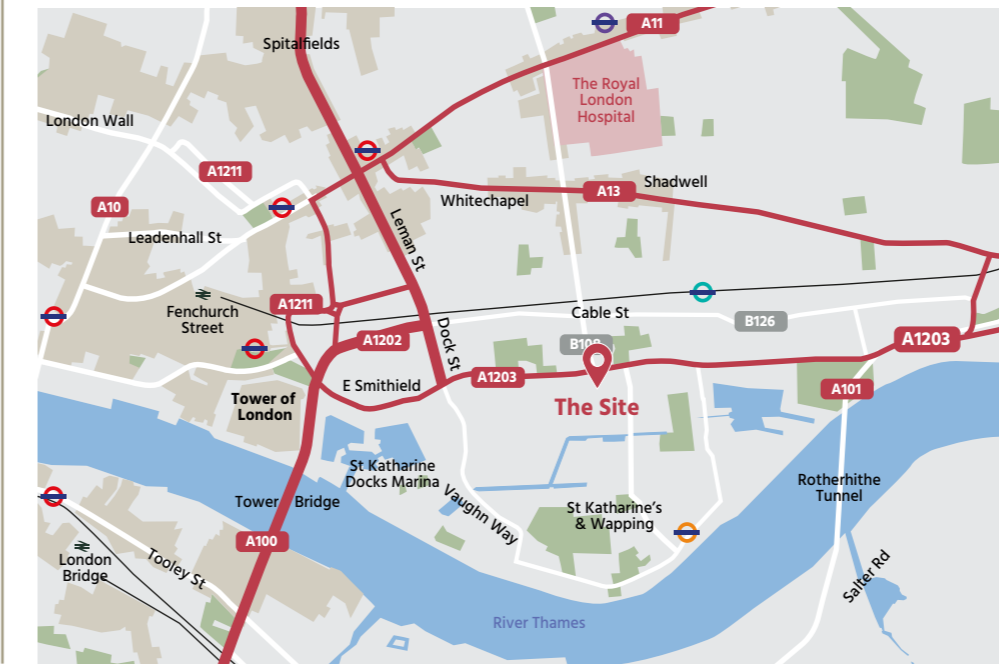 A11
Spitalfields
The Royal
London
Hospital
London Wall
A1211
A13
Shadwell
Whitechapel
A10
Leadenhall St
Leman St
Fenchurch
Street
A1211
Cable St
B126
A1202
Dock St
A1203
E Smithield
A1203
A101
Tower of
London
The Site
St Katharine
Docks Marina
Vaughn Way
St Katharine's
& Wapping
Rotherhithe
Tunnel
Tower Bridge
A100
London
Bridge
Tooley St
Salter Rd
River Thames